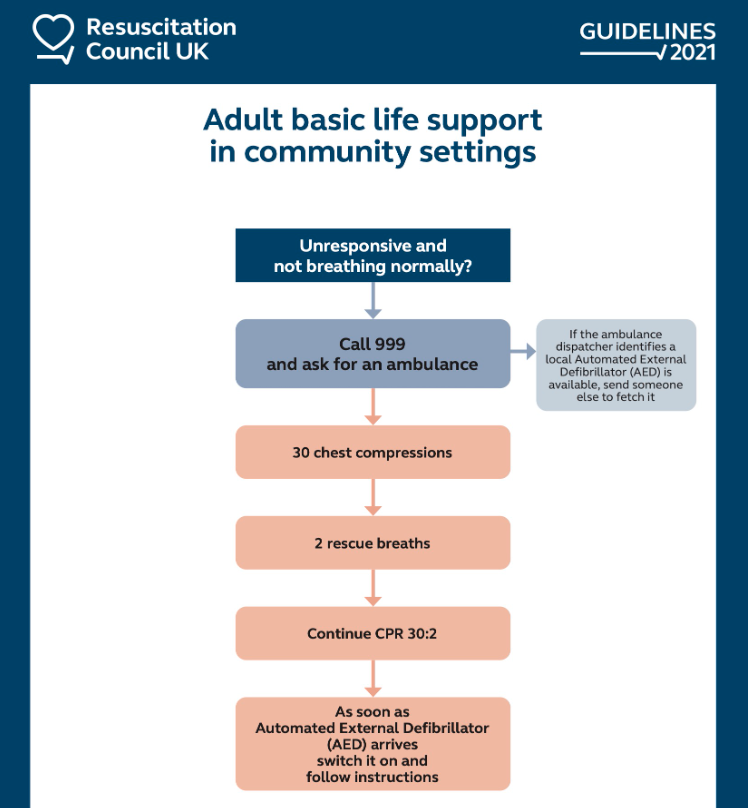 Resuscitation
Council UK
GUIDELINES
2021
Adult basic life support
in community settings
Unresponsive and
not breathing normally?
Call 999
and ask for an ambulance
If the ambulance
dispatcher identifies a
local Automated External
Defibrillator (AED) is
available, send someone
else to fetch it
30 chest compressions
2 rescue breaths
Continue CPR 30:2
As soon as
Automated External Defibrillator
(AED) arrives
switch it on and
follow instructions